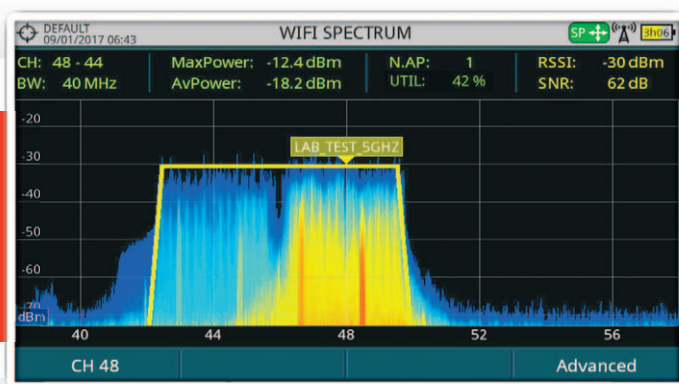 DEFAULT
09/01/2017 06:43
WIFI SPECTRUM
SP
3h06
CH: 48 - 44
MaxPower: -12.4 dBm
N.AP: 1
RSSI: -30 dBm
BW: 40 MHz
AvPower: -18.2 dBm
UTIL: 42 %
SNR: 62 dB
-20
LAB_TEST_5GHZ
-30
-40
-50
-60
-70
dBm
40 44 48 52 56
CH 48
Advanced